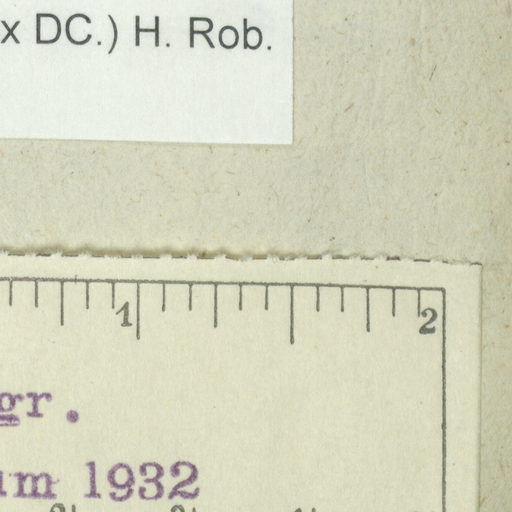 x DC.) H. Rob.
1 2
gr.
um 1932